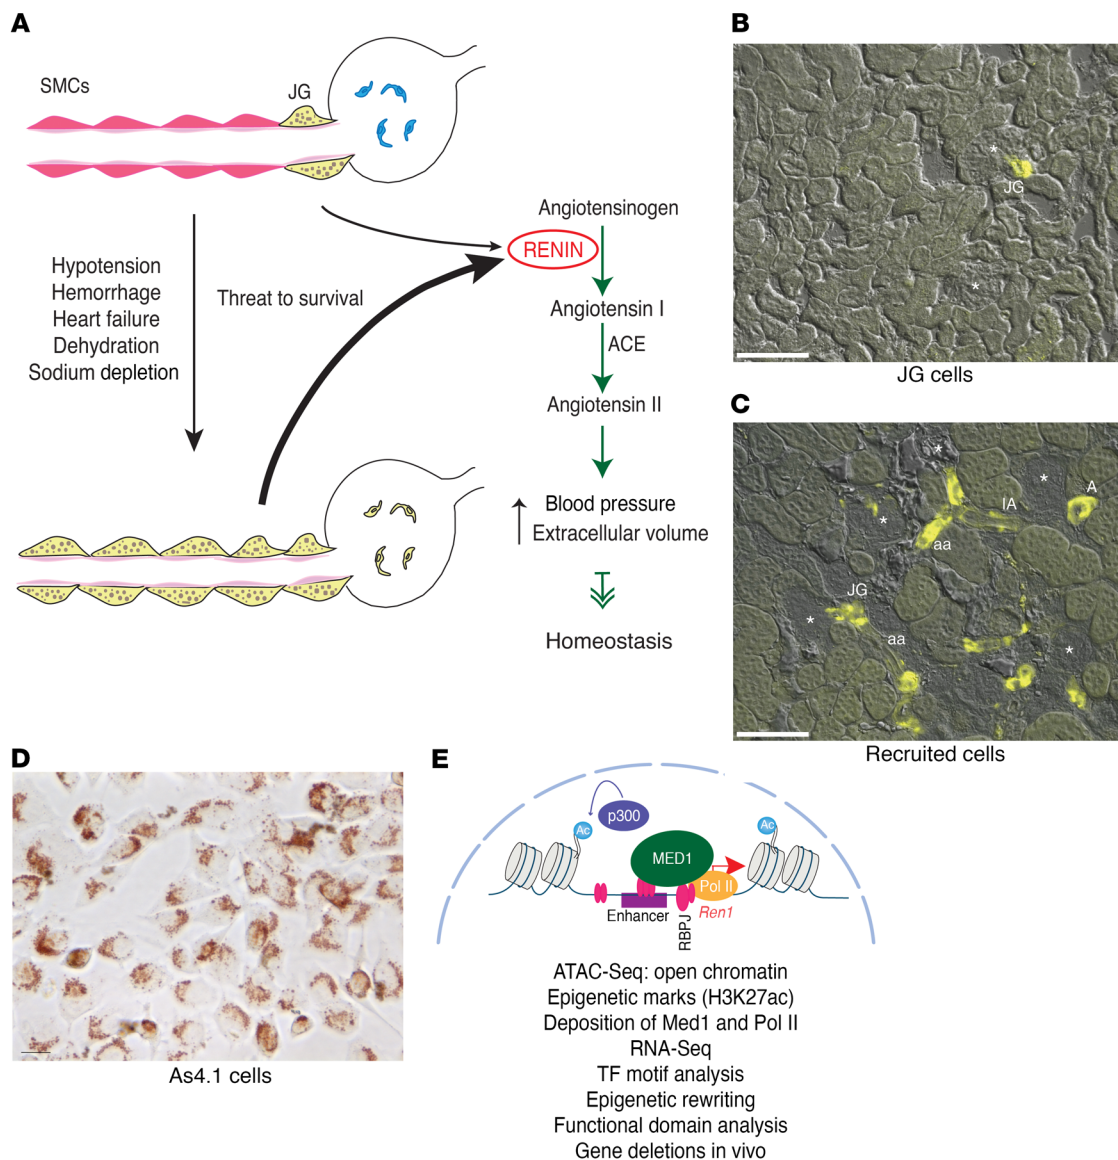 A
SMCs
JG
Hypotension
Hemorrhage
Heart failure
Dehydration
Sodium depletion
Threat to survival
Angiotensinogen
RENIN
Angiotensin I
ACE
Angiotensin II
Blood pressure
Extracellular volume
Homeostasis
B
*
JG
*
JG cells
C
*
*
A
IA
*
aa
JG
*
aa
*
Recruited cells
D
As4.1 cells
E
p300
Ac
Ac
MED1
Pol II
Enhancer
RBPJ
Ren1
ATAC-Seq: open chromatin
Epigenetic marks (H3K27ac)
Deposition of Med1 and Pol II
RNA-Seq
TF motif analysis
Epigenetic rewriting
Functional domain analysis
Gene deletions in vivo